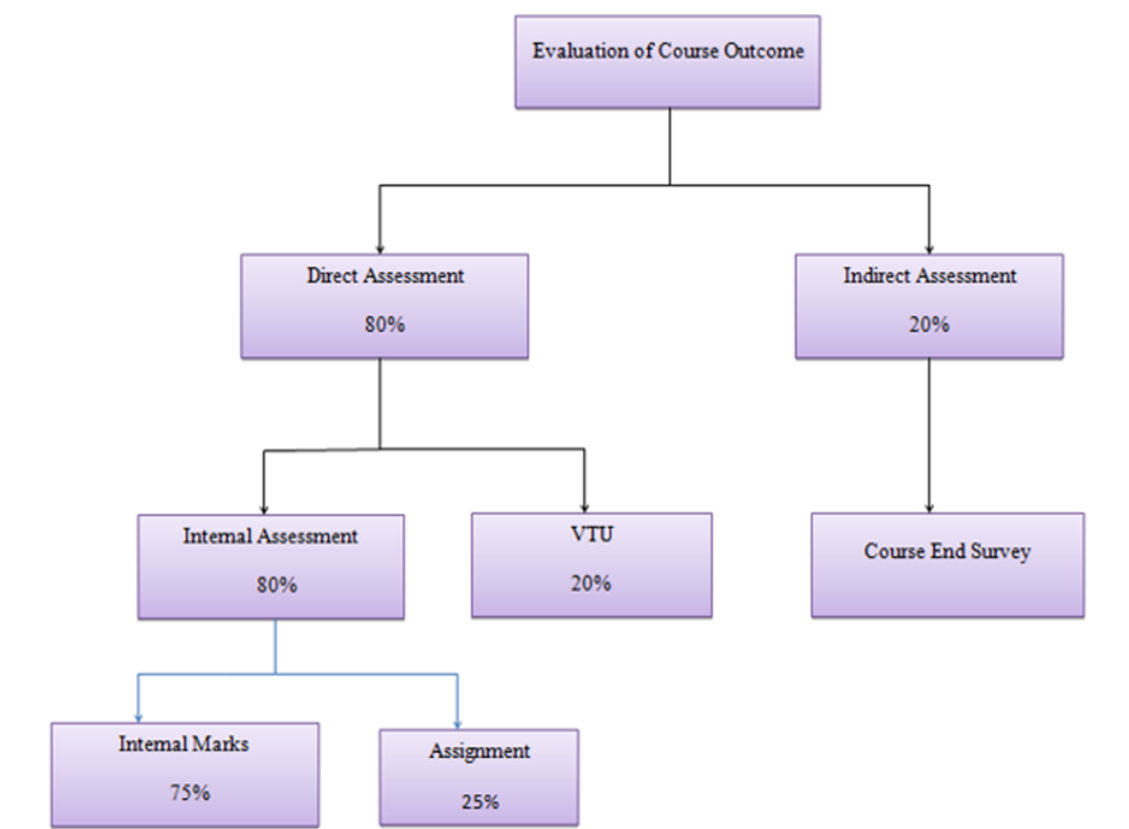 Evaluation of Course Outcome
Direct Assessment
80%
Indirect Assessment
20%
Internal Assessment
80%
VTU
20%
Course End Survey
Internal Marks
75%
Assignment
25%